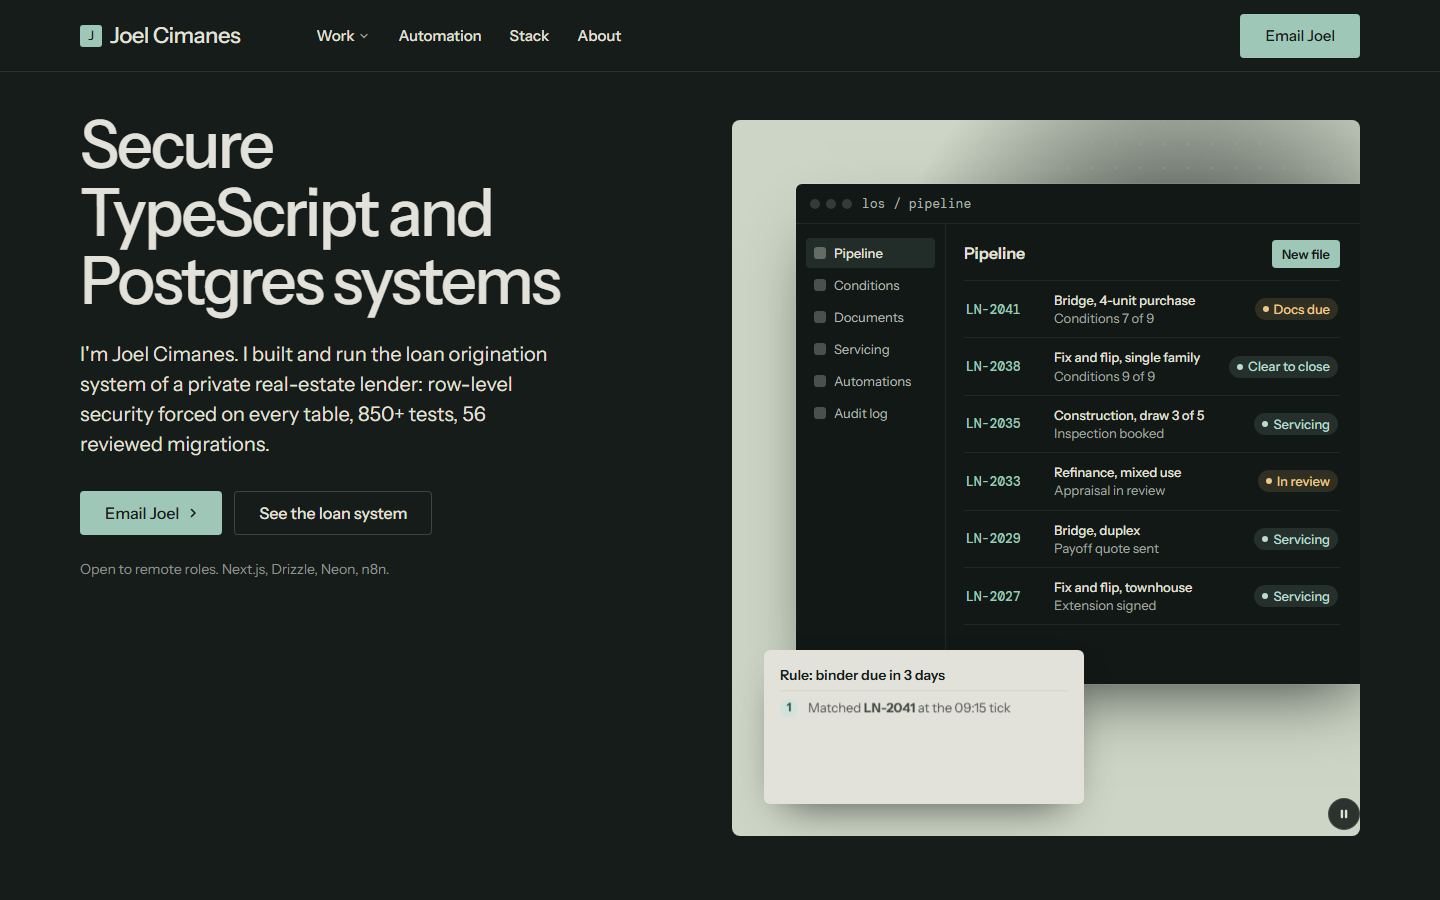 J Joel Cimanes
Work
Automation
Stack
About
Email Joel
Secure
TypeScript and
Postgres systems
I'm Joel Cimanes. I built and run the loan origination
system of a private real-estate lender: row-level
security forced on every table, 850+ tests, 56
reviewed migrations.
Email Joel
See the loan system
Open to remote roles. Next.js, Drizzle, Neon, n8n.
los / pipeline
Pipeline
Conditions
Documents
Servicing
Automations
Audit log
Pipeline
New file
LN-2041
Bridge, 4-unit purchase
Conditions 7 of 9
Docs due
LN-2038
Fix and flip, single family
Conditions 9 of 9
Clear to close
LN-2035
Construction, draw 3 of 5
Inspection booked
Servicing
LN-2033
Refinance, mixed use
Appraisal in review
In review
LN-2029
Bridge, duplex
Payoff quote sent
Servicing
LN-2027
Fix and flip, townhouse
Extension signed
Servicing
Rule: binder due in 3 days
1 Matched LN-2041 at the 09:15 tick